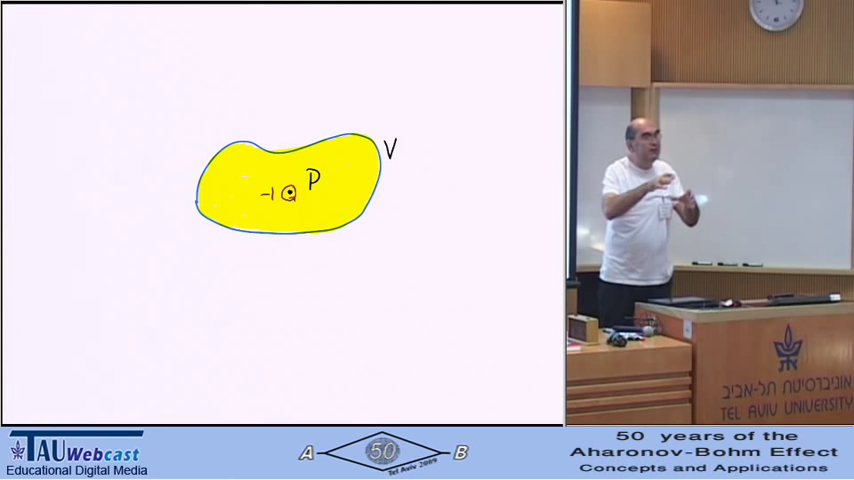 V
P
-1
אוניברסיטת תל-אביב
TEL AVIV UNIVERSITY
TAU Webcast
Educational Digital Media
A 50 B
Tel Aviv 2009
50 years of the
Aharonov-Bohm Effect
Concepts and Applications